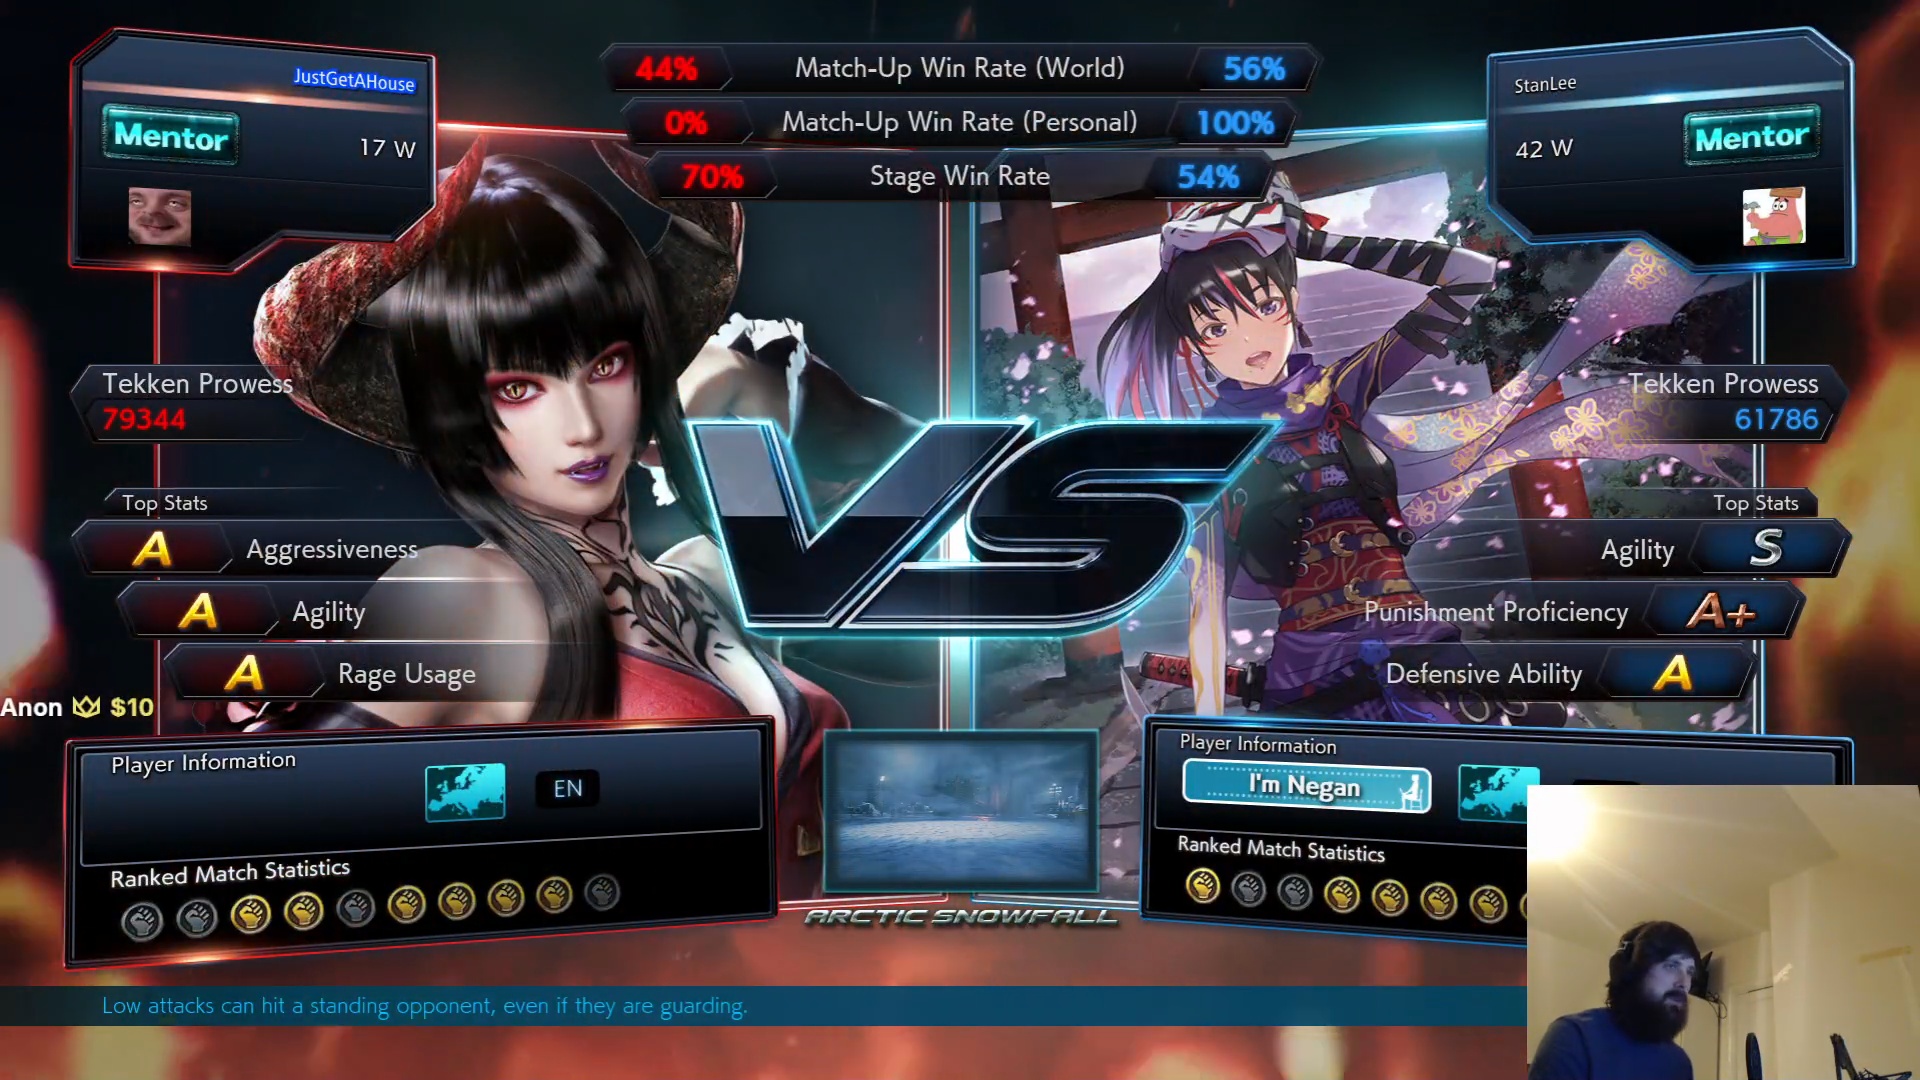 JustGetAHouse
Mentor
17 W
44% Match-Up Win Rate (World) 56%
0% Match-Up Win Rate (Personal) 100%
70% Stage Win Rate 54%
StanLee
42 W
Mentor
Tekken Prowess
79344
Top Stats
A Aggressiveness
A Agility
A Rage Usage
VS
Tekken Prowess
61786
Top Stats
Agility S
Punishment Proficiency A+
Defensive Ability A
Anon $10
Player Information
EN
Ranked Match Statistics
ARCTIC SNOWFALL
Player Information
I'm Negan
Ranked Match Statistics
Low attacks can hit a standing opponent, even if they are guarding.